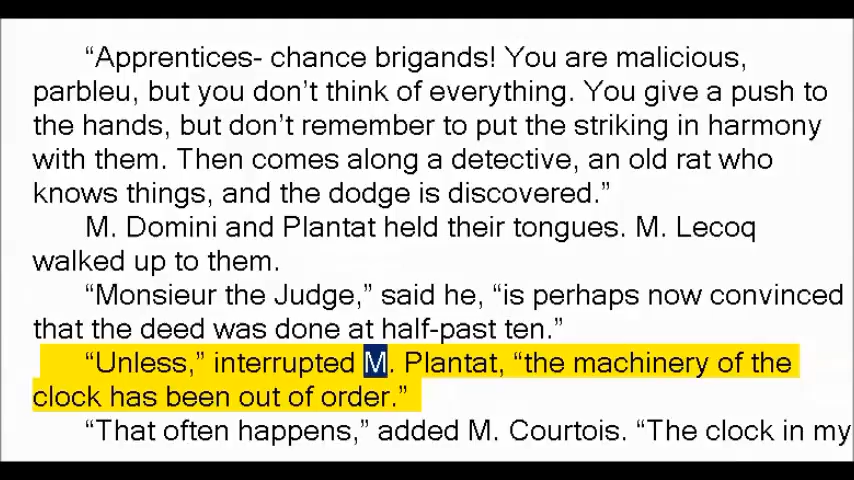 “Apprentices- chance brigands! You are malicious,
parbleu, but you don’t think of everything. You give a push to
the hands, but don’t remember to put the striking in harmony
with them. Then comes along a detective, an old rat who
knows things, and the dodge is discovered.”
M. Domini and Plantat held their tongues. M. Lecoq
walked up to them.
“Monsieur the Judge,” said he, “is perhaps now convinced
that the deed was done at half-past ten.”
“Unless,” interrupted M. Plantat, “the machinery of the
clock has been out of order.”
“That often happens,” added M. Courtois. “The clock in my